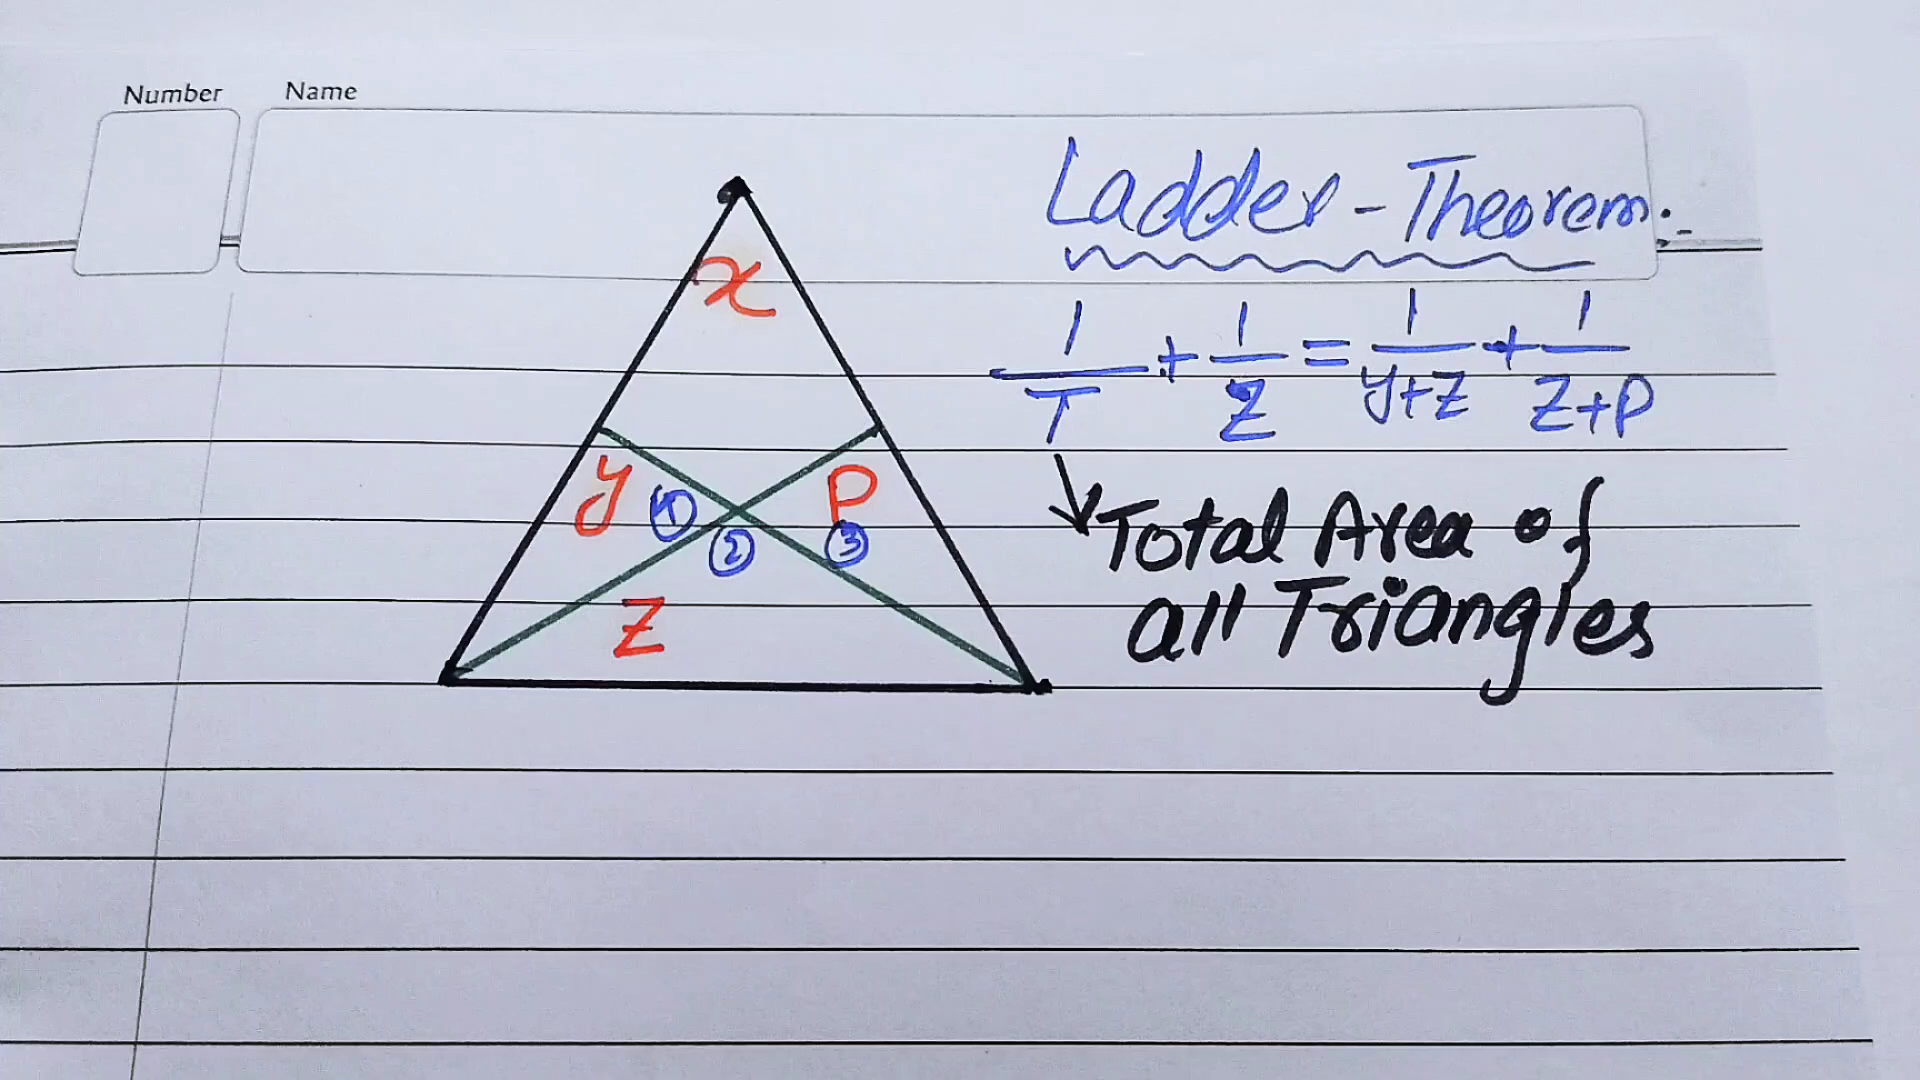 Number Name
Ladder-Theorem:-
x
1/T + 1/Z = 1/y+Z + 1/Z+P
y ① P
② ③
Total Area of
all Triangles
Z